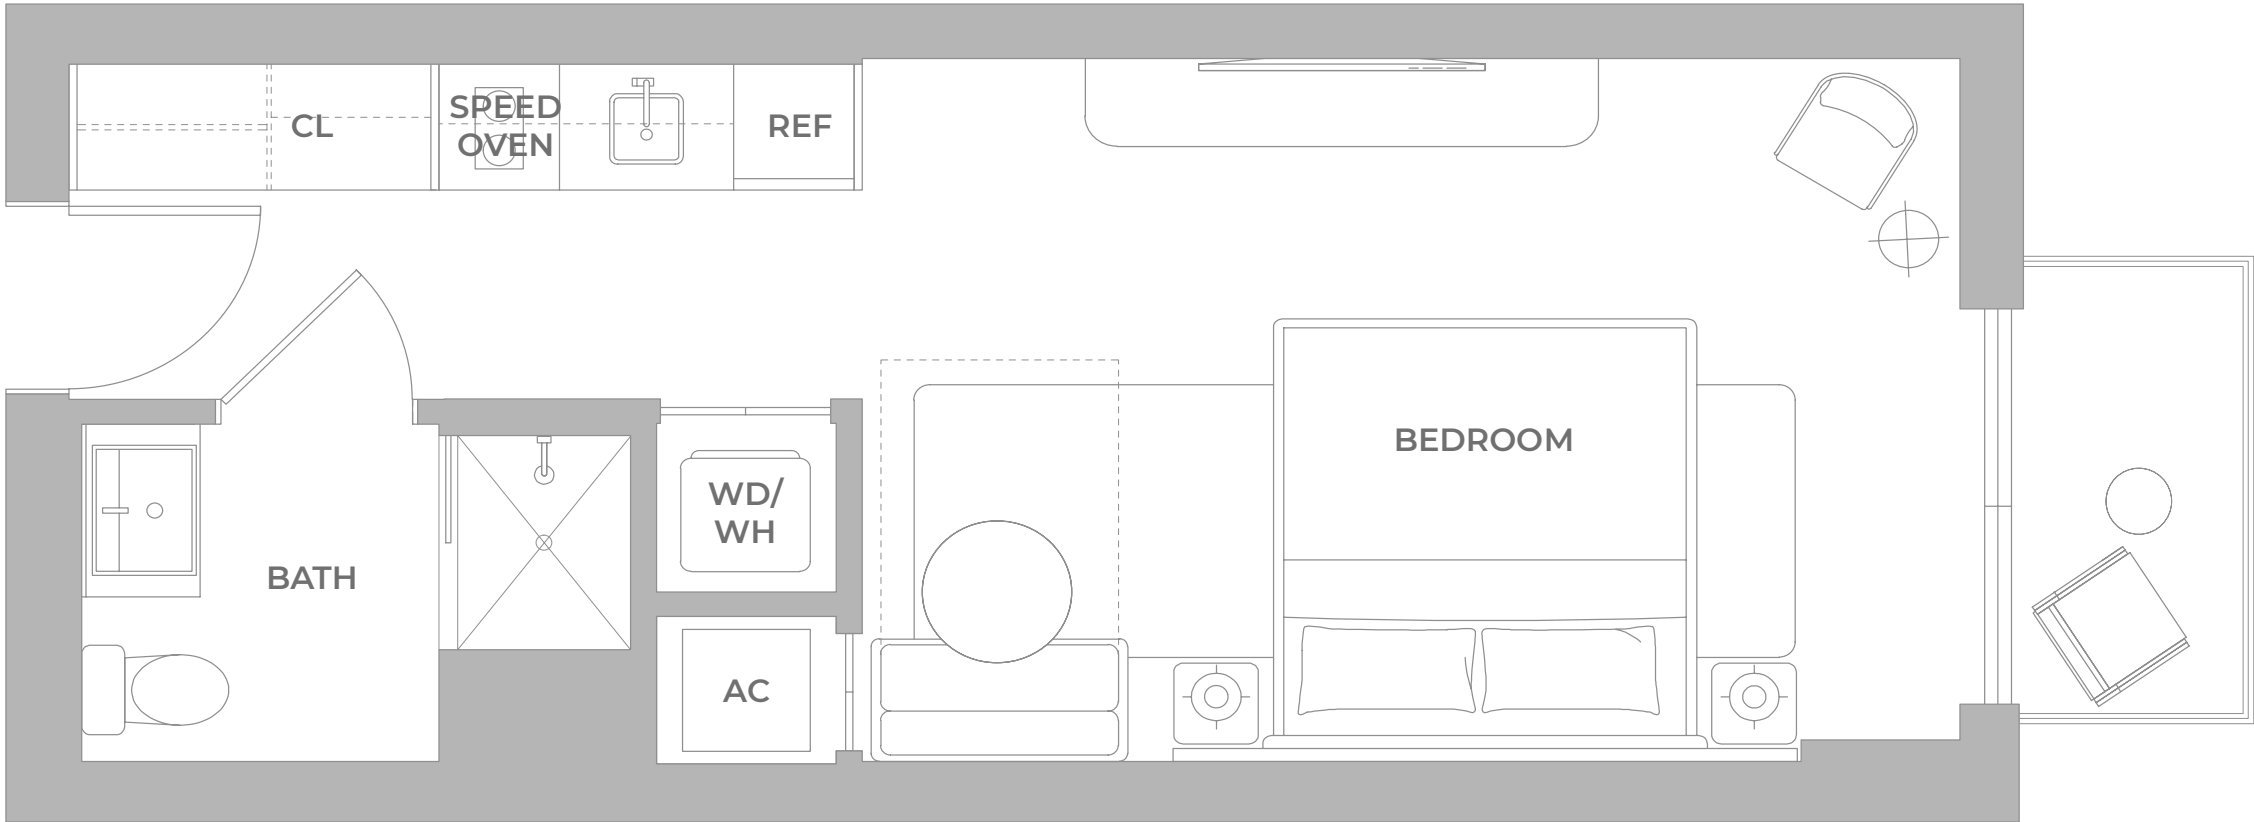 CL
SPEED
OVEN
REF
BEDROOM
WD/
WH
BATH
AC